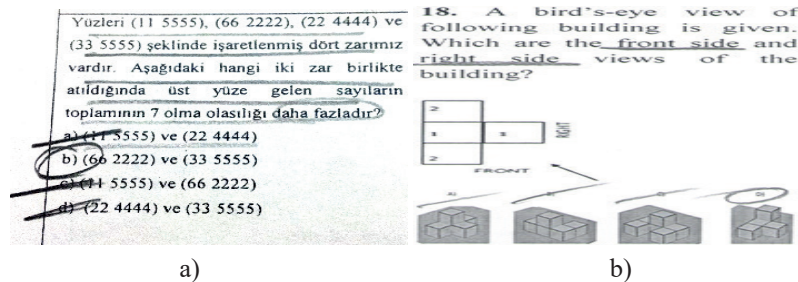 Yüzleri (11 5555), (66 2222), (22 4444) ve
(33 5555) şeklinde işaretlenmiş dört zarımız
vardır. Aşağıdaki hangi iki zar birlikte
atıldığında üst yüze gelen sayıların
toplamının 7 olma olasılığı daha fazladır?
a) (11 5555) ve (22 4444)
b) (66 2222) ve (33 5555)
c) (11 5555) ve (66 2222)
d) (22 4444) ve (33 5555)
a)
18. A bird's-eye view of
following building is given.
Which are the front side and
right side views of the
building?
2
1 1 RIGHT
2
FRONT
A) B) C) D)
b)